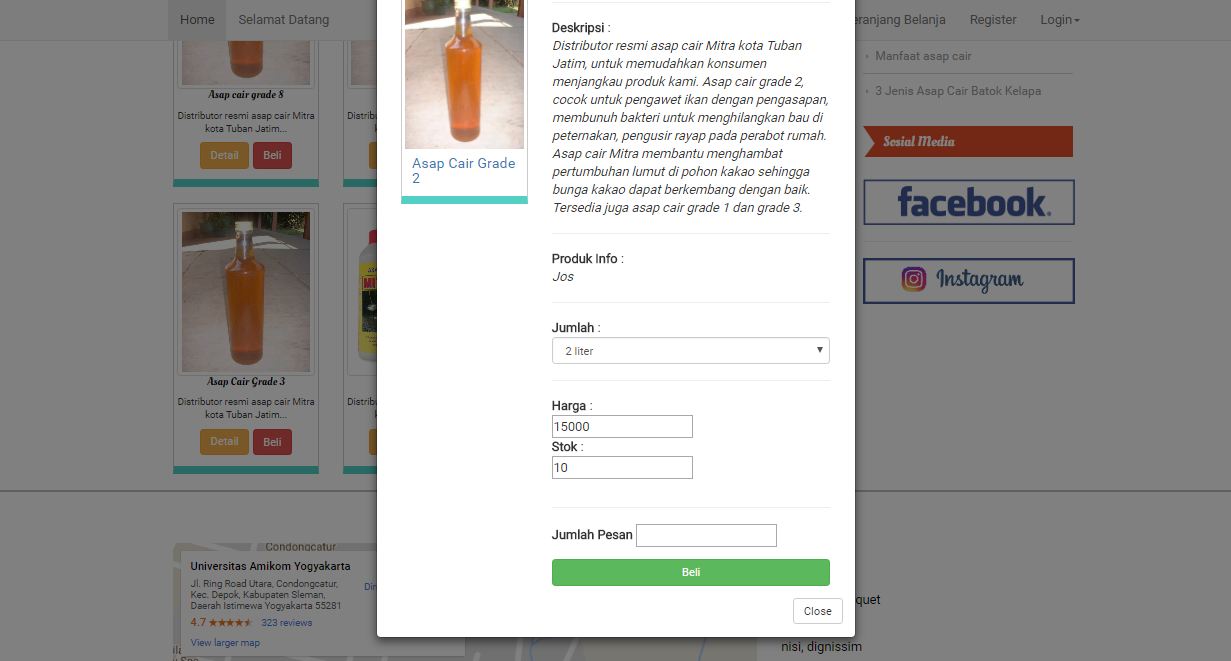 Home
Selamat Datang
eranjang Belanja
Register
Login
Asap cair grade 8
Distributor resmi asap cair Mitra
kota Tuban Jatim...
Detail
Beli
Asap Cair Grade 3
Distributor resmi asap cair Mitra
kota Tuban Jatim...
Detail
Beli
Distrib
Asap Cair Grade
2
Deskripsi :
Distributor resmi asap cair Mitra kota Tuban
Jatim, untuk memudahkan konsumen
menjangkau produk kami. Asap cair grade 2,
cocok untuk pengawet ikan dengan pengasapan,
membunuh bakteri untuk menghilangkan bau di
peternakan, pengusir rayap pada perabot rumah.
Asap cair Mitra membantu menghambat
pertumbuhan lumut di pohon kakao sehingga
bunga kakao dapat berkembang dengan baik.
Tersedia juga asap cair grade 1 dan grade 3.
Produk Info :
Jos
Jumlah :
2 liter
Harga :
15000
Stok :
10
Jumlah Pesan
Beli
Close
Manfaat asap cair
3 Jenis Asap Cair Batok Kelapa
Sosial Media
facebook.
Instagram
Condongcatur
Universitas Amikom Yogyakarta
Jl. Ring Road Utara, Condongcatur,
Kec. Depok, Kabupaten Sleman,
Daerah Istimewa Yogyakarta 55281
Dir
4.7
323 reviews
View larger map
quet
nisi, dignissim